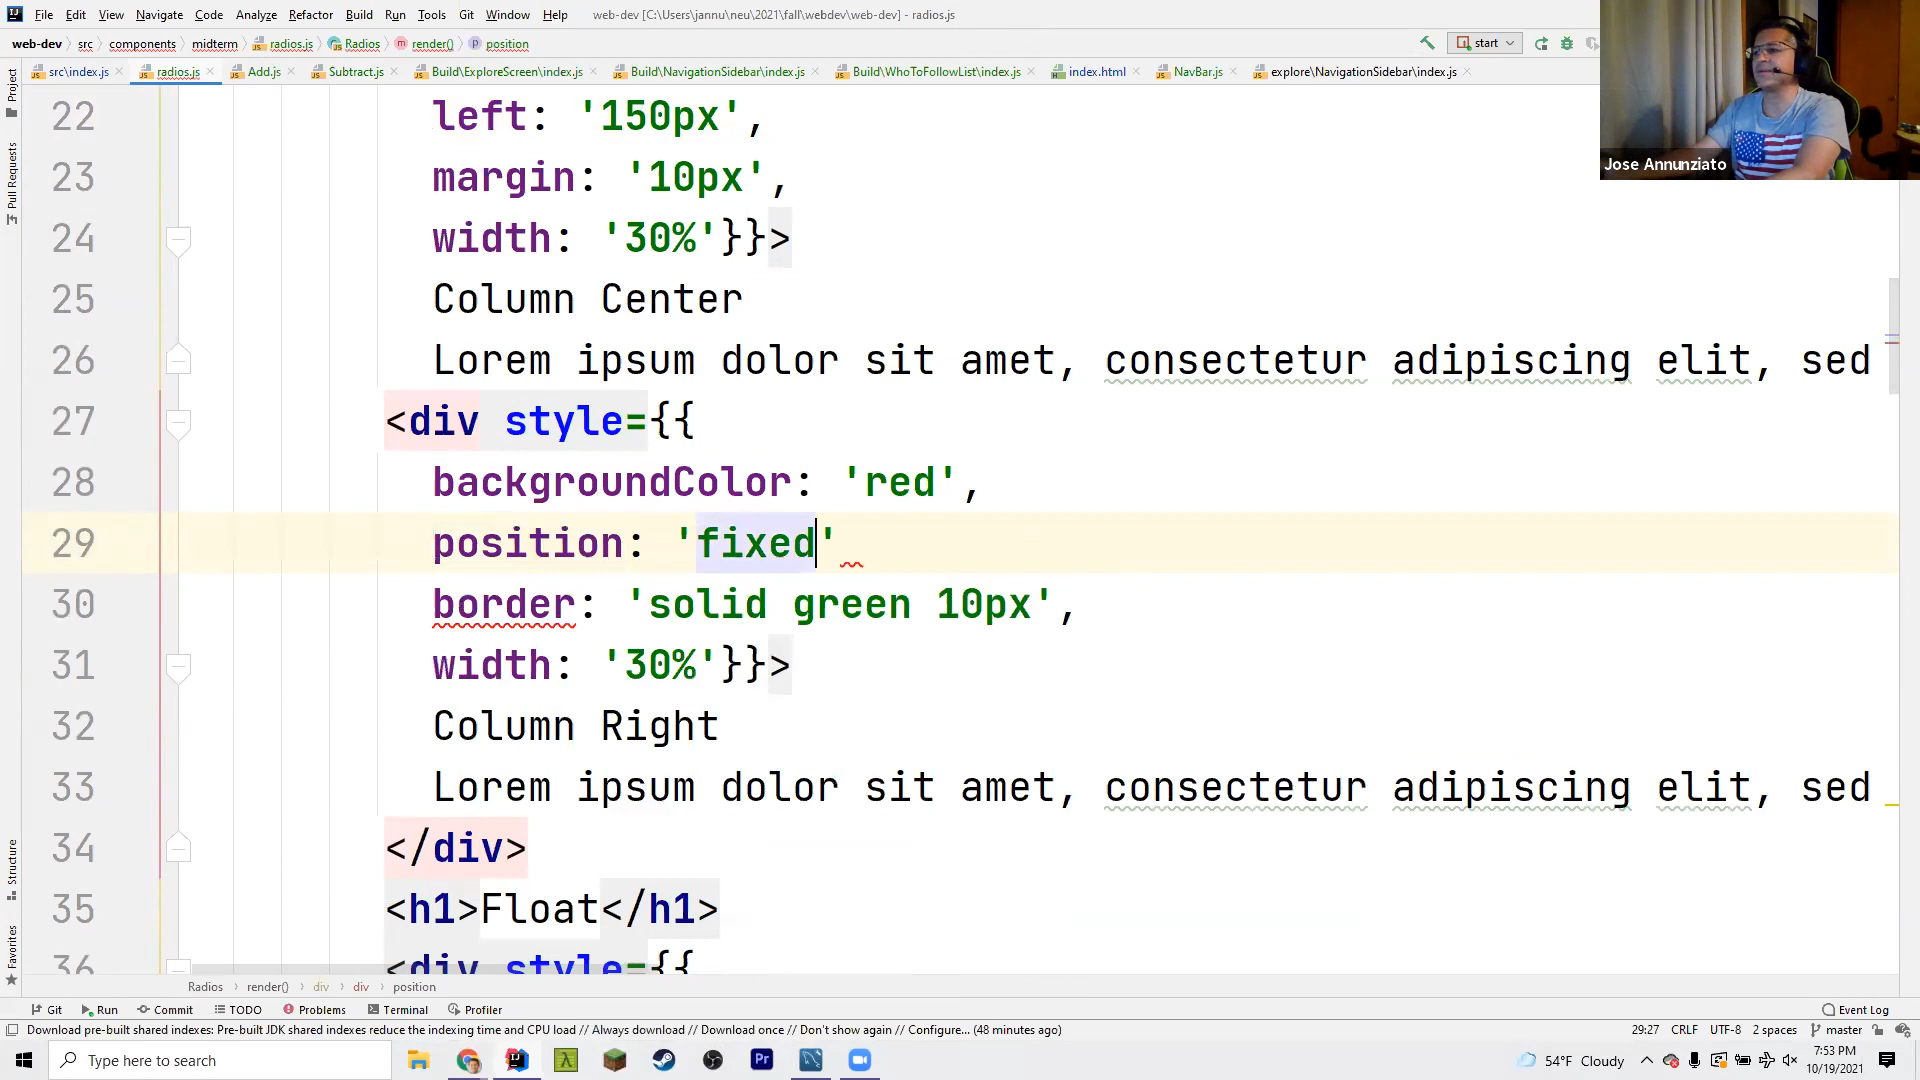 File Edit View Navigate Code Analyze Refactor Build Run Tools Git Window Help web-dev [C:\Users\jannu\neu\2021\fall\webdev\web-dev] - radios.js
web-dev src components midterm radios.js Radios render() position start
src\index.js radios.js Add.js Subtract.js Build\ExploreScreen\index.js Build\NavigationSidebar\index.js Build\WhoToFollowList\index.js index.html NavBar.js explore\NavigationSidebar\index.js
Project
Pull Requests
Structure
Favorites
Jose Annunziato
22 left: '150px',
23 margin: '10px',
24 width: '30%'}}>
25 Column Center
26 Lorem ipsum dolor sit amet, consectetur adipiscing elit, sed
27 <div style={{
28 backgroundColor: 'red',
29 position: 'fixed'
30 border: 'solid green 10px',
31 width: '30%'}}>
32 Column Right
33 Lorem ipsum dolor sit amet, consectetur adipiscing elit, sed
34 </div>
35 <h1>Float</h1>
36 <div style={{
Radios render() div div position
Git Run Commit TODO Problems Terminal Profiler Event Log
Download pre-built shared indexes: Pre-built JDK shared indexes reduce the indexing time and CPU load // Always download // Download once // Don't show again // Configure... (48 minutes ago) 29:27 CRLF UTF-8 2 spaces master
Type here to search
Pr
54°F Cloudy
7:53 PM
10/19/2021